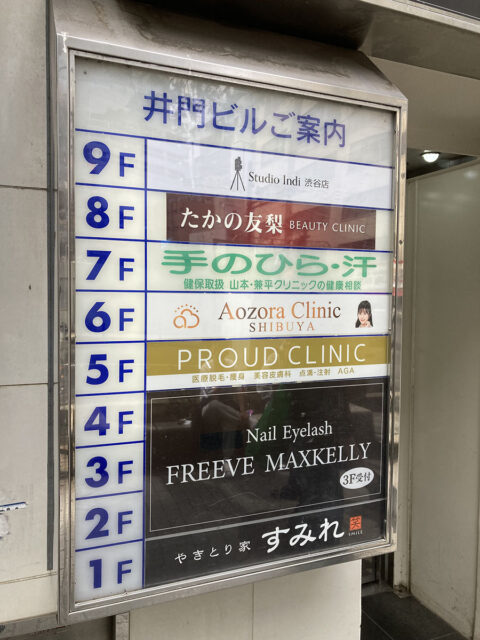 井門ビルご案内
9F
Studio Indi 渋谷店
8F
たかの友梨 BEAUTY CLINIC
7F
手のひら・汗
健保取扱 山本・兼平クリニックの健康相談
6F
Aozora Clinic
SHIBUYA
5F
PROUD CLINIC
医療脱毛・痩身 美容皮膚科 点滴・注射 AGA
4F
Nail Eyelash
3F
FREEVE MAXKELLY
3F受付
2F
1F
やきとり家 すみれ
笑
SMILE